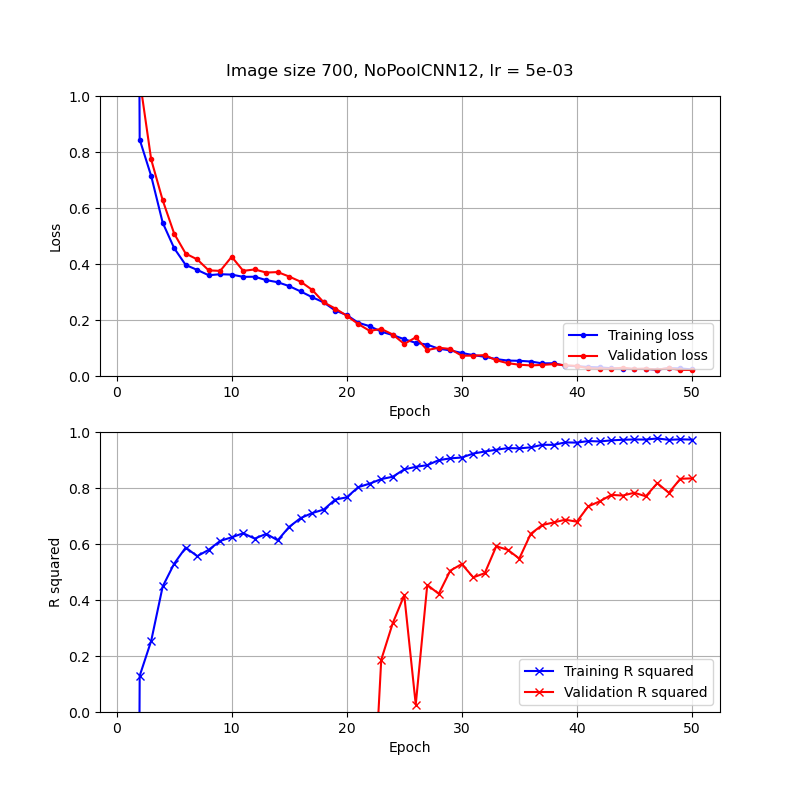 Image size 700, NoPoolCNN12, lr = 5e-03
1.0
0.8
0.6
0.4
0.2
0.0
Loss
Training loss
Validation loss
0 10 20 30 40 50
Epoch
1.0
0.8
0.6
0.4
0.2
0.0
R squared
Training R squared
Validation R squared
0 10 20 30 40 50
Epoch